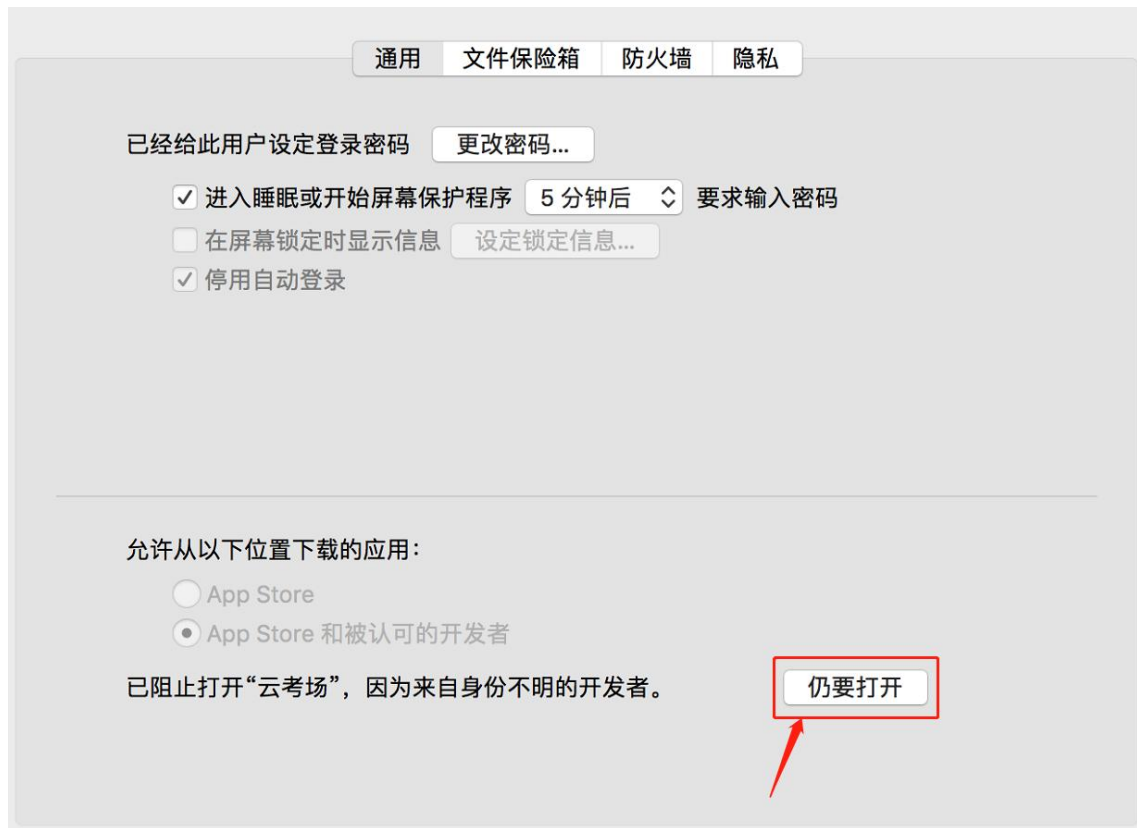 通用 文件保险箱 防火墙 隐私
已经给此用户设定登录密码 更改密码...
进入睡眠或开始屏幕保护程序 5 分钟后 要求输入密码
在屏幕锁定时显示信息 设定锁定信息...
停用自动登录
允许从以下位置下载的应用：
App Store
App Store 和被认可的开发者
已阻止打开“云考场”，因为来自身份不明的开发者。 仍要打开